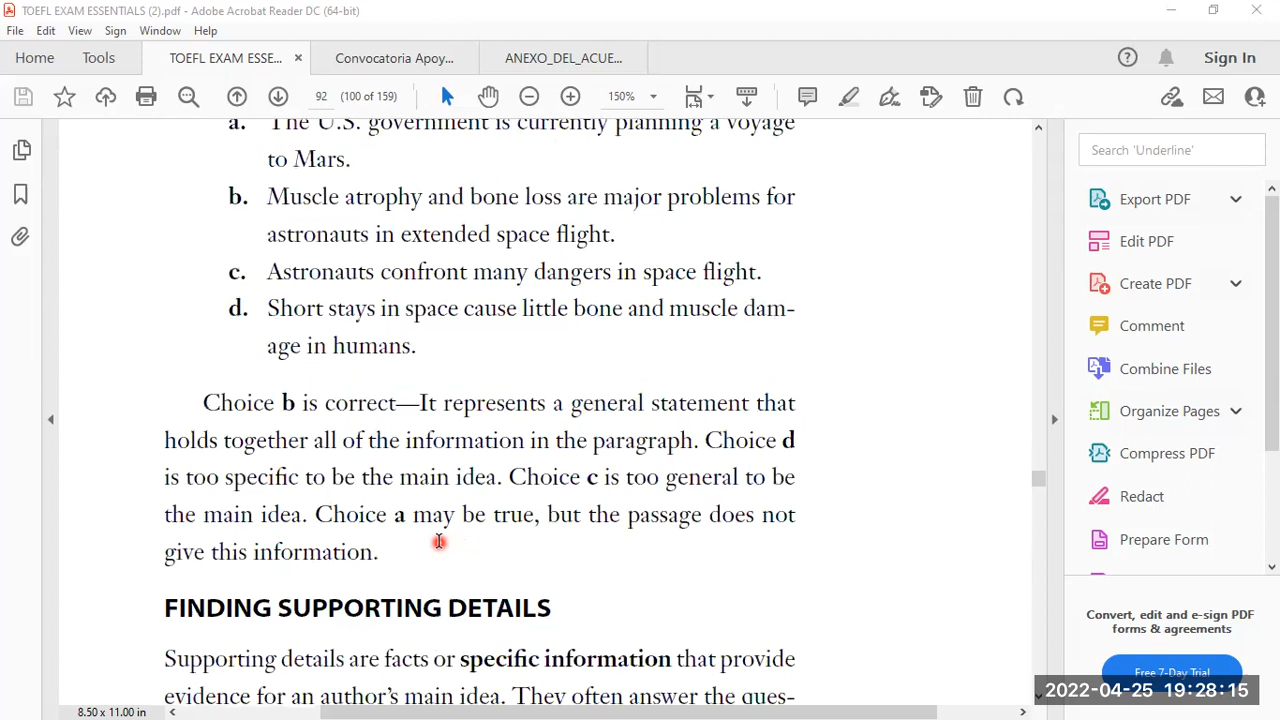 TOEFL EXAM ESSENTIALS (2).pdf - Adobe Acrobat Reader DC (64-bit)
File Edit View Sign Window Help
Home Tools TOEFL EXAM ESSE... × Convocatoria Apoy... ANEXO_DEL_ACUE... Sign In
92 (100 of 159) 150%
a. The U.S. government is currently planning a voyage
to Mars.
b. Muscle atrophy and bone loss are major problems for
astronauts in extended space flight.
c. Astronauts confront many dangers in space flight.
d. Short stays in space cause little bone and muscle dam-
age in humans.
Choice b is correct—It represents a general statement that
holds together all of the information in the paragraph. Choice d
is too specific to be the main idea. Choice c is too general to be
the main idea. Choice a may be true, but the passage does not
give this information.
FINDING SUPPORTING DETAILS
Supporting details are facts or specific information that provide
evidence for an author's main idea. They often answer the ques-
8.50 x 11.00 in
Search 'Underline'
Export PDF
Edit PDF
Create PDF
Comment
Combine Files
Organize Pages
Compress PDF
Redact
Prepare Form
Convert, edit and e-sign PDF
forms & agreements
Free 7-Day Trial
2022-04-25 19:28:15